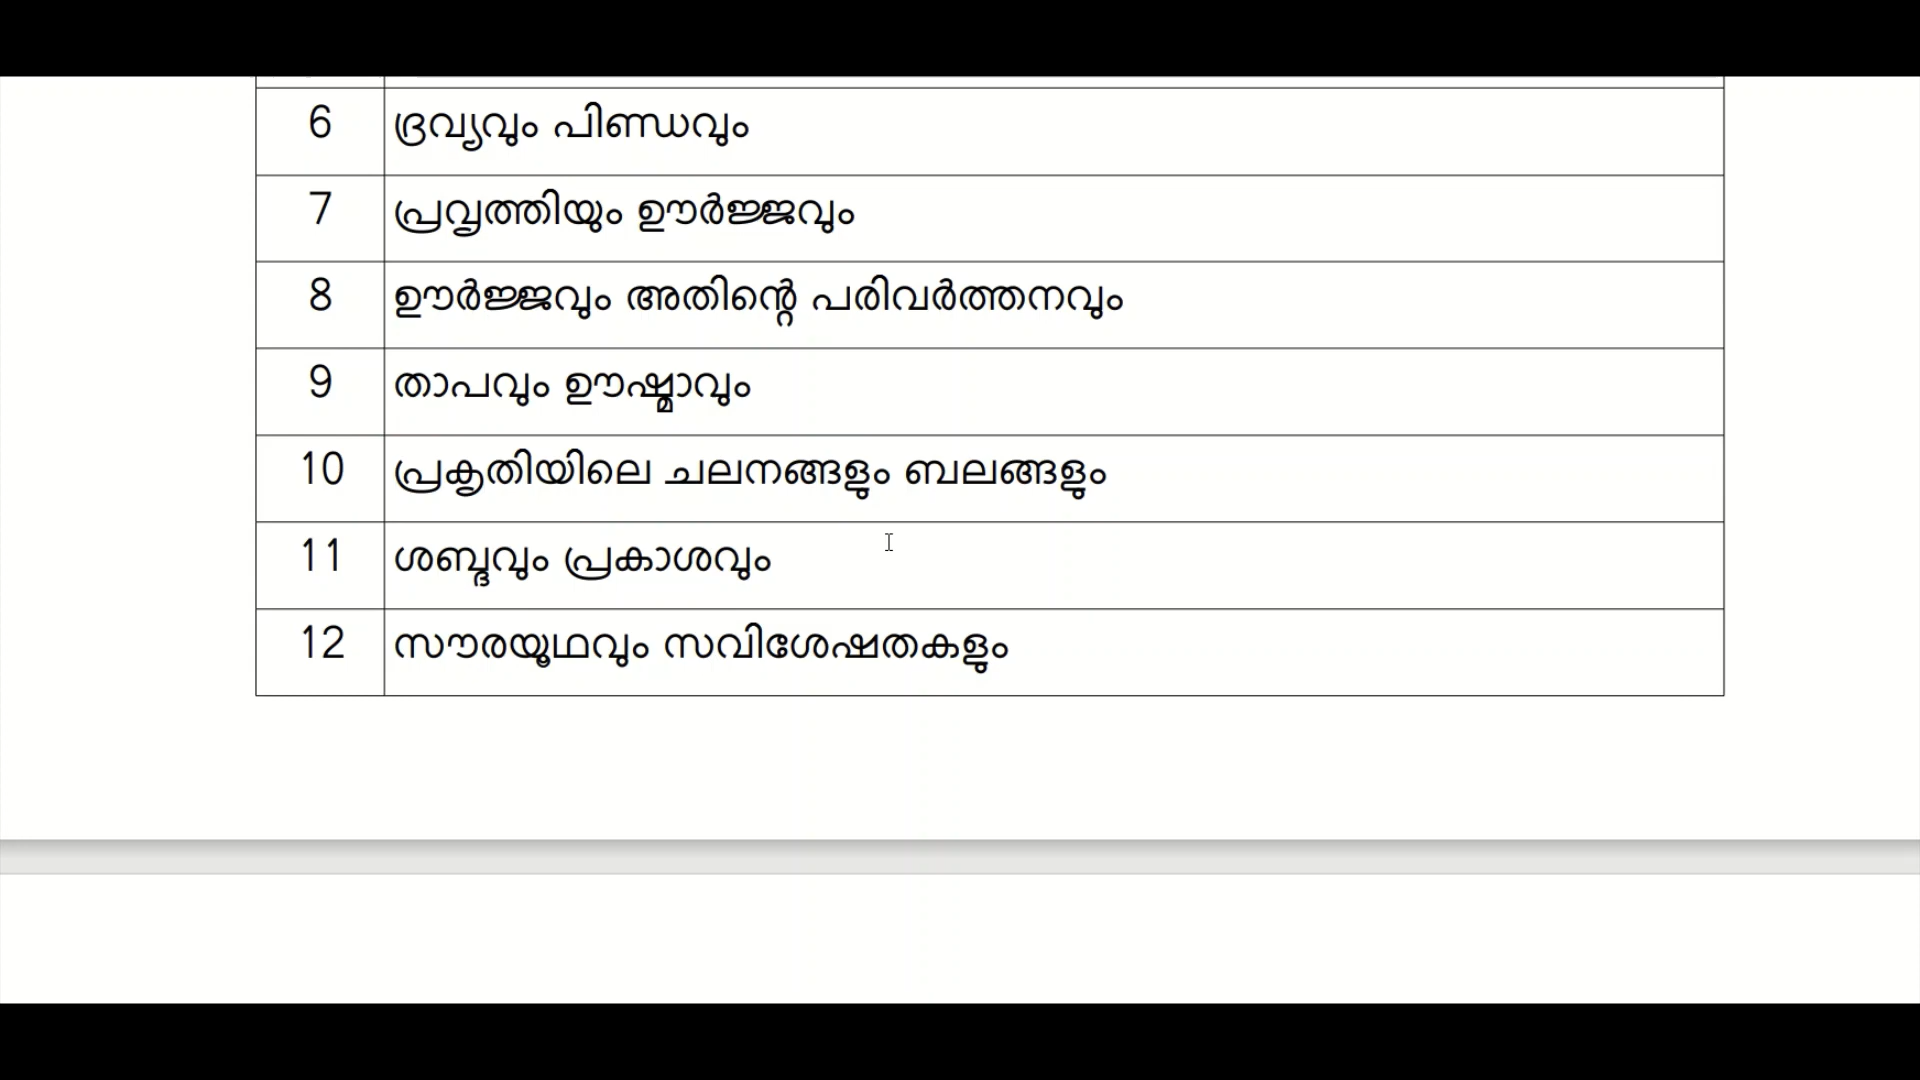 6 ദ്രവ്യവും പിണ്ഡവും
7 പ്രവൃത്തിയും ഊർജ്ജവും
8 ഊർജ്ജവും അതിന്റെ പരിവർത്തനവും
9 താപവും ഊഷ്മാവും
10 പ്രകൃതിയിലെ ചലനങ്ങളും ബലങ്ങളും
11 ശബ്ദവും പ്രകാശവും
12 സൗരയൂഥവും സവിശേഷതകളും